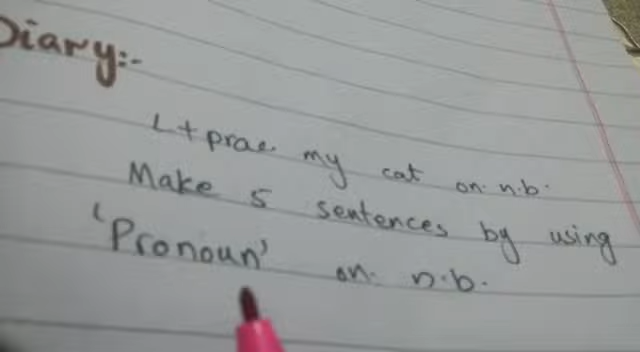 Diary:-
L+prac. my cat on. n.b.
Make 5 sentences by using
'Pronoun' on. n.b.